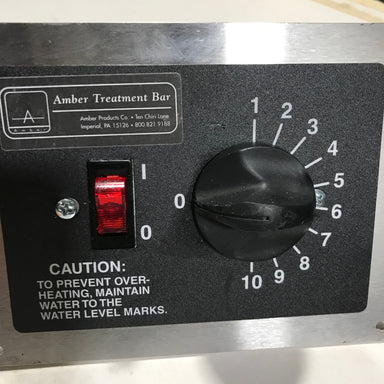 Amber Treatment Bar
Amber Products Co. • Ten Chin Lane
Imperial, PA 15126 • 800 821 9188
A
Amber
I
0
0
1
2
3
4
5
6
7
8
9
10
CAUTION:
TO PREVENT OVER-
HEATING, MAINTAIN
WATER TO THE
WATER LEVEL MARKS.